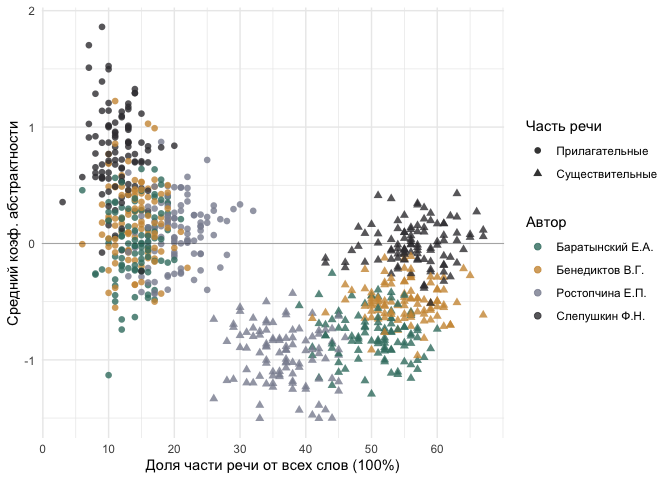 2
1
0
-1
Средний коэф. абстрактности
0 10 20 30 40 50 60
Доля части речи от всех слов (100%)
Часть речи
Прилагательные
Существительные
Автор
Баратынский Е.А.
Бенедиктов В.Г.
Ростопчина Е.П.
Слепушкин Ф.Н.